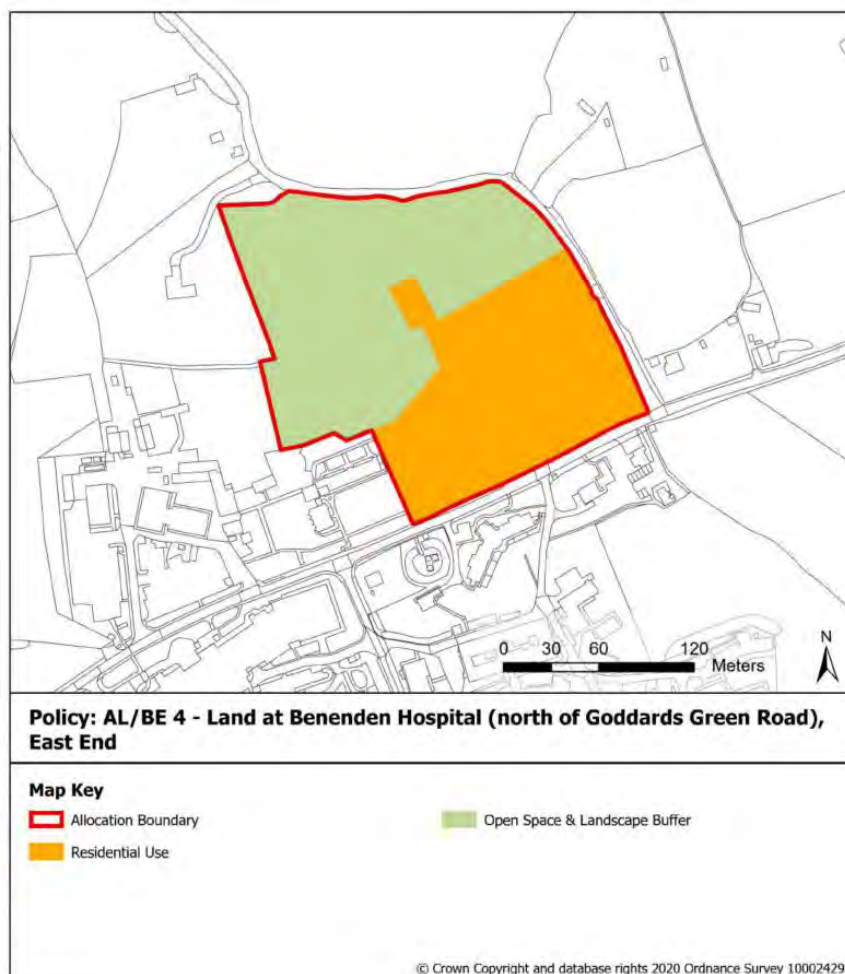 0 30 60 120
Meters
N
Policy: AL/BE 4 - Land at Benenden Hospital (north of Goddards Green Road),
East End
Map Key
Allocation Boundary
Open Space & Landscape Buffer
Residential Use
© Crown Copyright and database rights 2020 Ordnance Survey 10002429